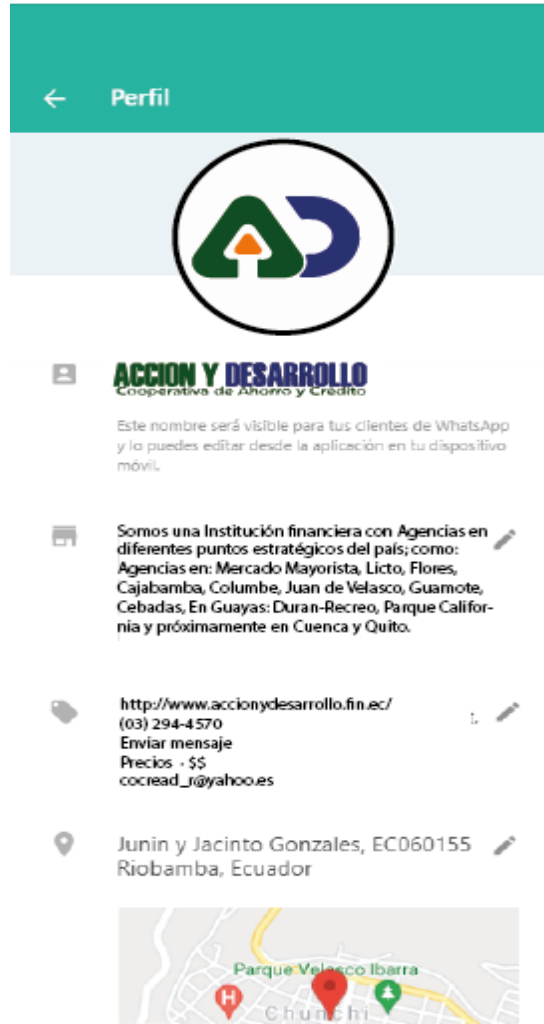 Perfil
AD
ACCION Y DESARROLLO
Cooperativa de Ahorro y Crédito
Este nombre será visible para tus clientes de WhatsApp
y lo puedes editar desde la aplicación en tu dispositivo
móvil.
Somos una Institución financiera con Agencias en
diferentes puntos estratégicos del país; como:
Agencias en: Mercado Mayorista, Licto, Flores,
Cajabamba, Columbe, Juan de Velasco, Guamote,
Cebadas, En Guayas: Duran-Recreo, Parque Califor-
nia y próximamente en Cuenca y Quito.
http://www.accionydesarrollo.fin.ec/
(03) 294-4570
Enviar mensaje
Precios - $$
cocread_r@yahoo.es
Junin y Jacinto Gonzales, EC060155
Riobamba, Ecuador
Parque Velasco Ibarra
H
Chunchi